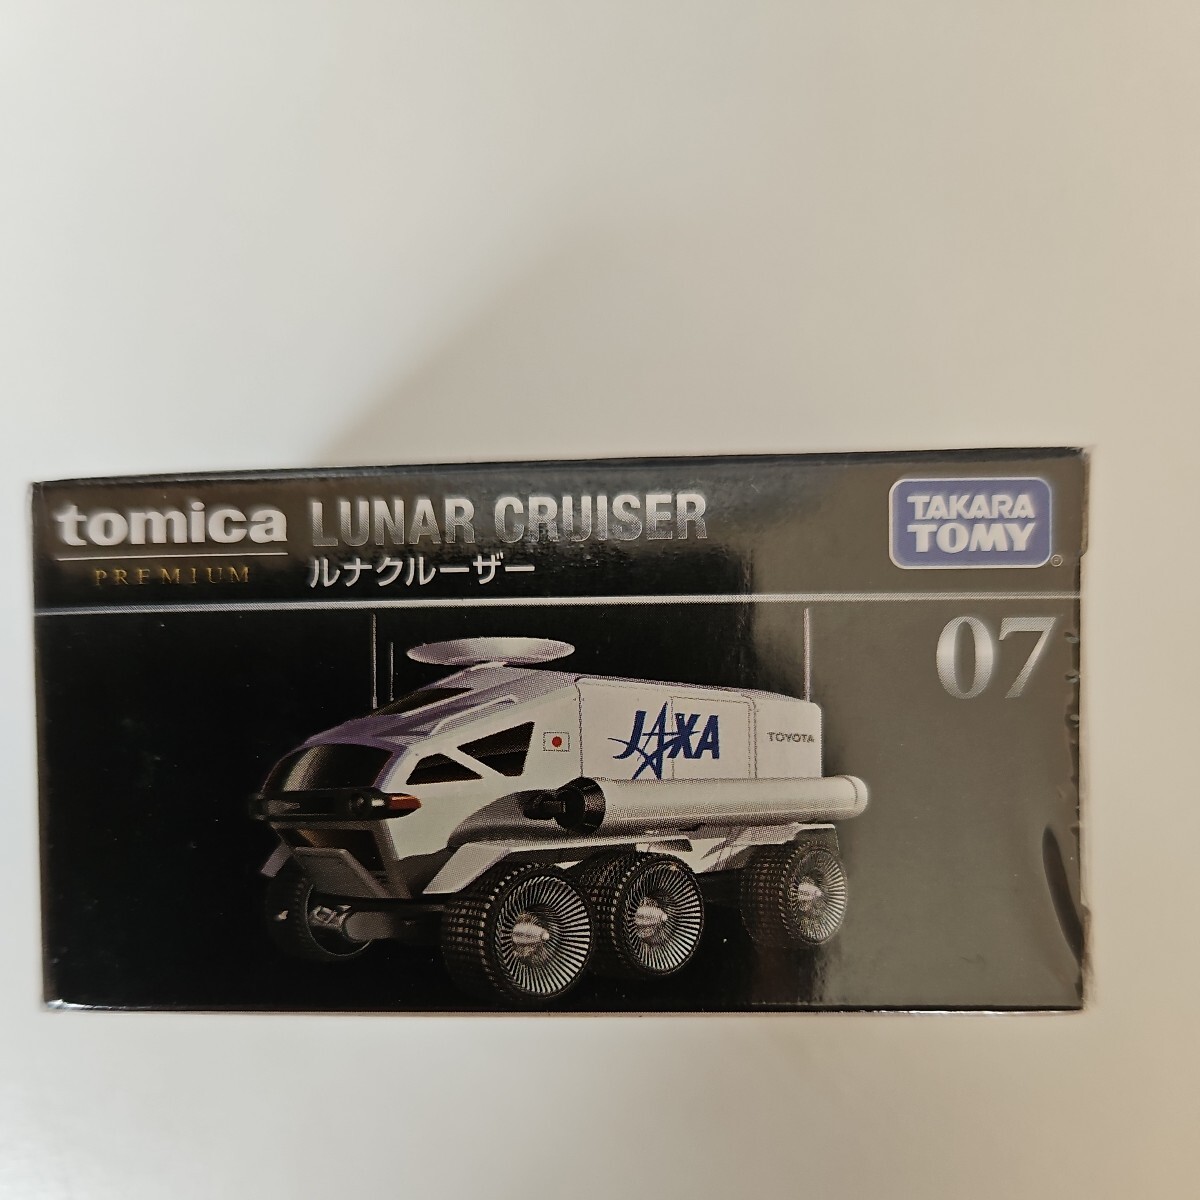 tomica LUNAR CRUISER
PREMIUM ルナクルーザー
TAKARA
TOMY
07
JAXA
TOYOTA